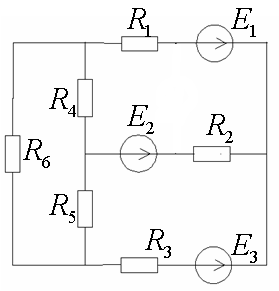 R₁ E₁
R₄ E₂ R₂
R₆
R₅ R₃ E₃